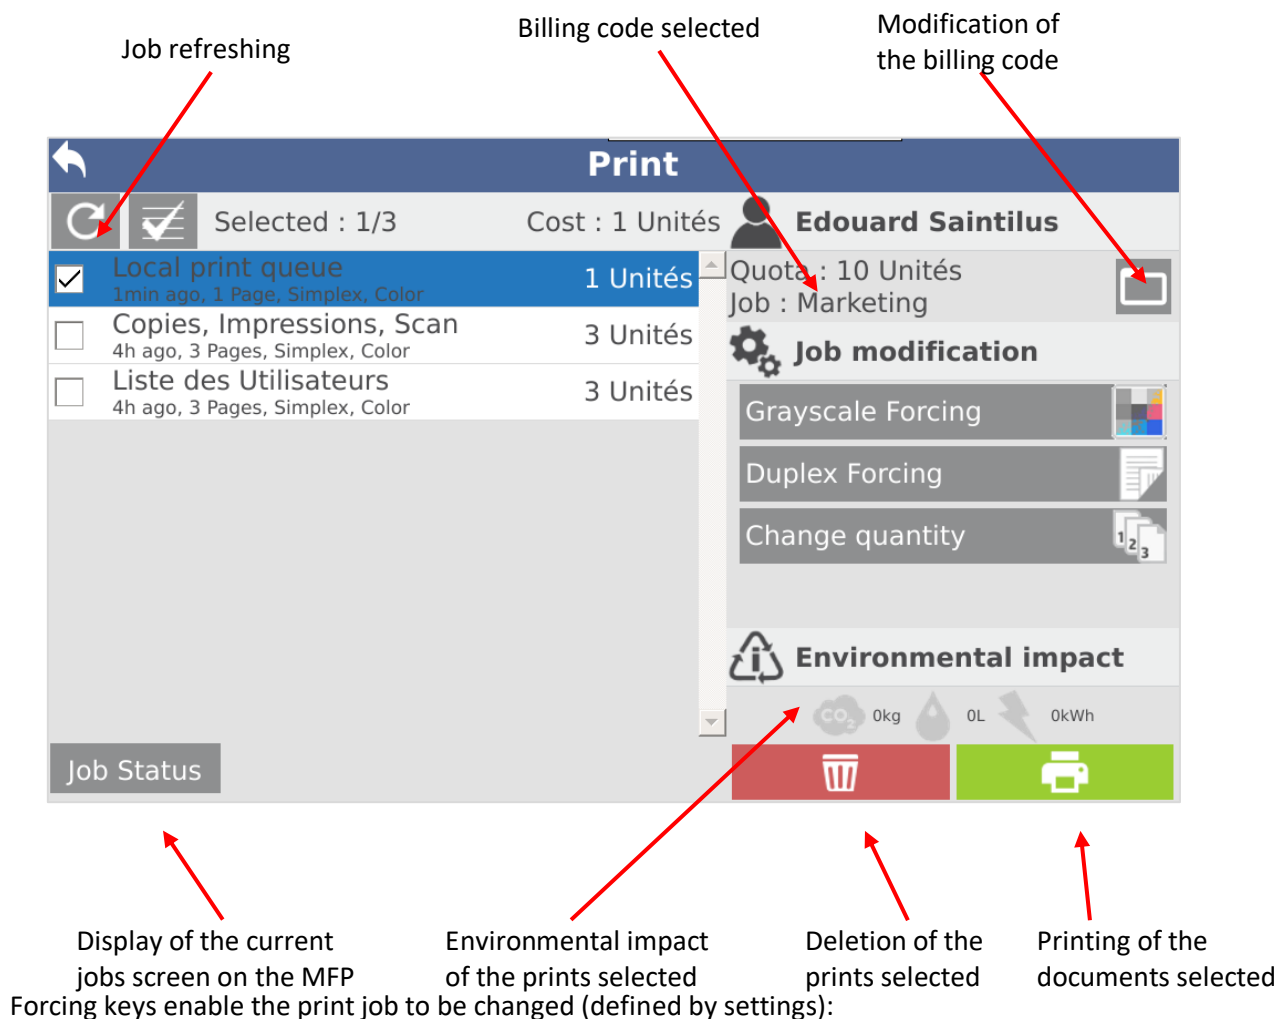 Job refreshing
Billing code selected
Modification of
the billing code
Print
Selected : 1/3
Cost : 1 Unités
Edouard Saintilus
Local print queue
1 Unités
1min ago, 1 Page, Simplex, Color
Copies, Impressions, Scan
3 Unités
4h ago, 3 Pages, Simplex, Color
Liste des Utilisateurs
3 Unités
4h ago, 3 Pages, Simplex, Color
Quota : 10 Unités
Job : Marketing
Job modification
Grayscale Forcing
Duplex Forcing
Change quantity
1 2 3
Environmental impact
CO2 0kg 0L 0kWh
Job Status
Display of the current
jobs screen on the MFP
Environmental impact
of the prints selected
Deletion of the
prints selected
Printing of the
documents selected
Forcing keys enable the print job to be changed (defined by settings):